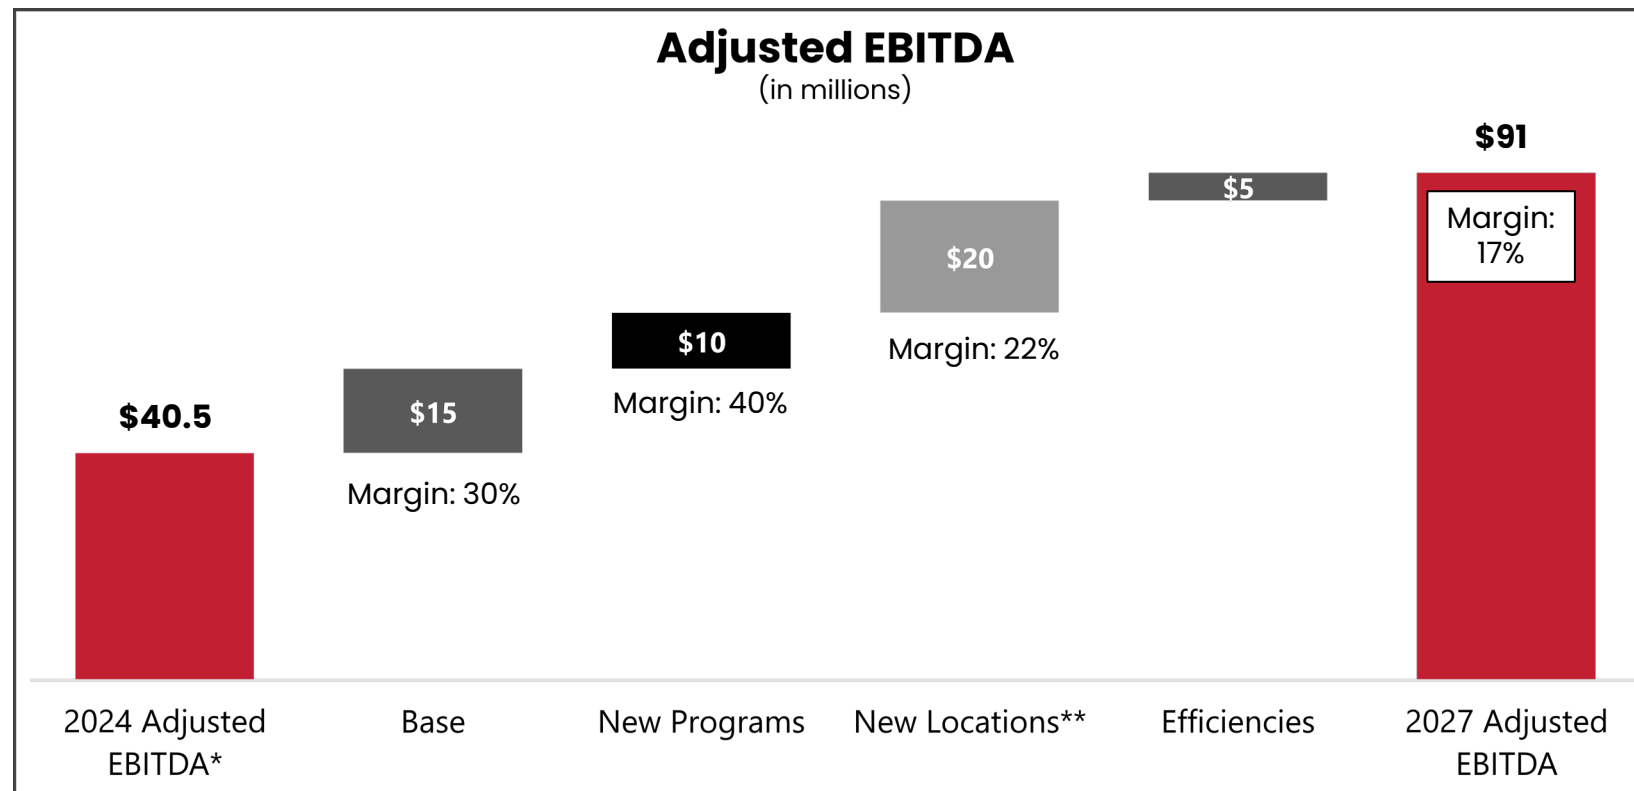 Adjusted EBITDA
(in millions)
$40.5
$15
Margin: 30%
$10
Margin: 40%
$20
Margin: 22%
$5
$91
Margin:
17%
2024 Adjusted
EBITDA*
Base
New Programs
New Locations**
Efficiencies
2027 Adjusted
EBITDA